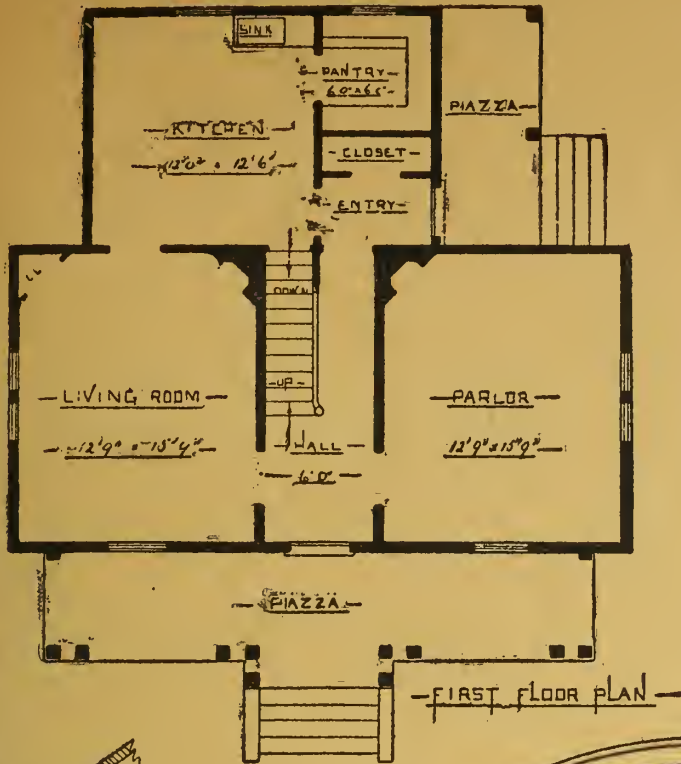 SINK
PANTRY
6'0" x 6'6"
PIAZZA
KITCHEN
12'0" x 12'6"
CLOSET
ENTRY
DOWN
UP
LIVING ROOM
12'9" x 15'9"
PARLOR
12'9" x 15'9"
HALL
6'0"
PIAZZA
FIRST FLOOR PLAN